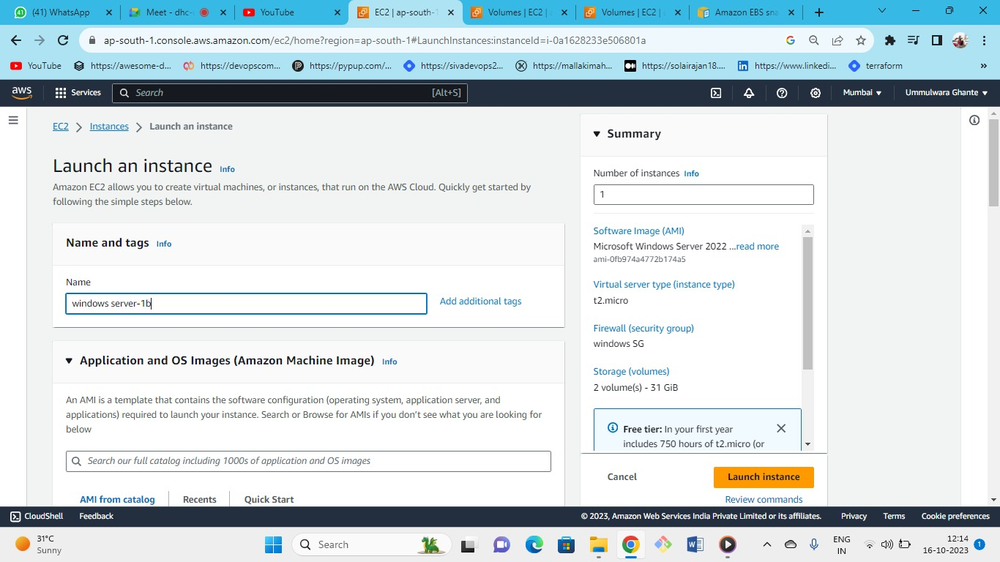 (41) WhatsApp
Meet - dhc-
YouTube
EC2 | ap-south-1
Volumes | EC2 |
Volumes | EC2 |
Amazon EBS sna
ap-south-1.console.aws.amazon.com/ec2/home?region=ap-south-1#LaunchInstances:instanceId=i-0a1628233e506801a
YouTube
https://awesome-d...
https://devopscom...
https://pypup.com/...
https://sivadevops2...
https://mallakimah...
https://solairajan18....
https://www.linkedi...
terraform
»
aws
Services
Search
[Alt+S]
Mumbai
Ummulwara Ghante
EC2 > Instances > Launch an instance
Launch an instance Info
Amazon EC2 allows you to create virtual machines, or instances, that run on the AWS Cloud. Quickly get started by
following the simple steps below.
Name and tags Info
Name
windows server-1b
Add additional tags
Application and OS Images (Amazon Machine Image) Info
An AMI is a template that contains the software configuration (operating system, application server, and
applications) required to launch your instance. Search or Browse for AMIs if you don't see what you are looking for
below
Search our full catalog including 1000s of application and OS images
AMI from catalog
Recents
Quick Start
Summary
Number of instances Info
1
Software Image (AMI)
Microsoft Windows Server 2022 ...read more
ami-0fb974a4772b174a5
Virtual server type (instance type)
t2.micro
Firewall (security group)
windows SG
Storage (volumes)
2 volume(s) - 31 GiB
Free tier: In your first year
includes 750 hours of t2.micro (or
Cancel
Launch instance
Review commands
CloudShell
Feedback
© 2023, Amazon Web Services India Private Limited or its affiliates.
Privacy
Terms
Cookie preferences
31°C
Sunny
Search
ENG
IN
12:14
16-10-2023
1